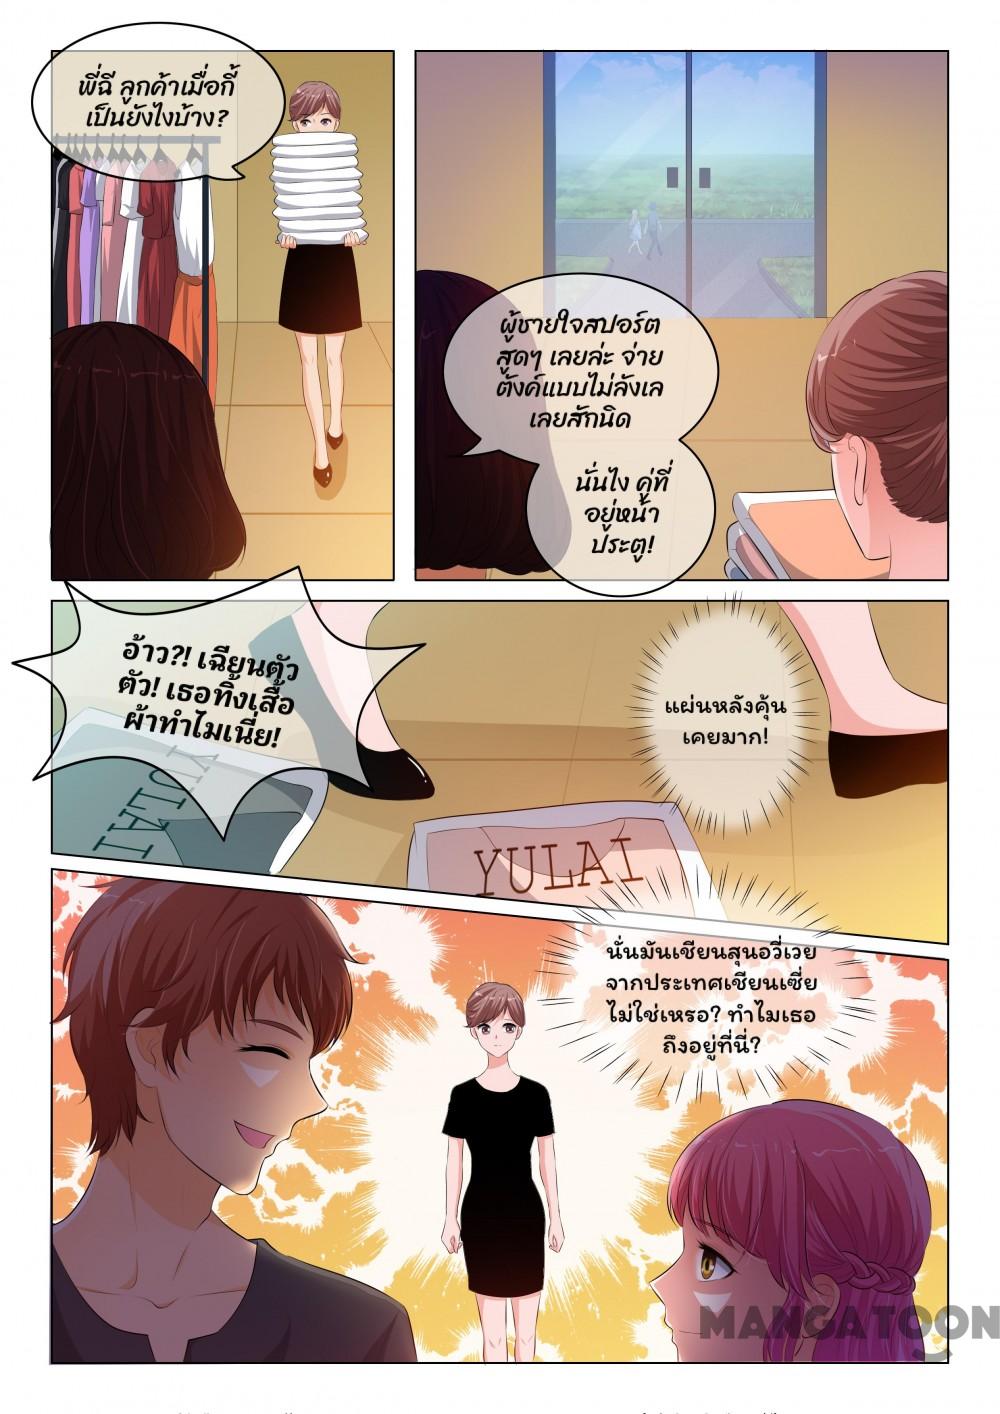 พี่ฉี ลูกค้าเมื่อกี้
เป็นยังไงบ้าง?
ผู้ชายใจสปอร์ต
สุดๆ เลยล่ะ จ่าย
ตังค์แบบไม่ลังเล
เลยสักนิด
นั่นไง คู่ที่
อยู่หน้า
ประตู!
อ้าว?! เฉียนตัว
ตัว! เธอทิ้งเสื้อ
ผ้าทำไมเนี่ย!
แผ่นหลังคุ้น
เคยมาก!
YULAI
YULAI
นั่นมันเชียนสุนอวี่เวย
จากประเทศเชียนเซี่ย
ไม่ใช่เหรอ? ทำไมเธอ
ถึงอยู่ที่นี่?
MANGATOON